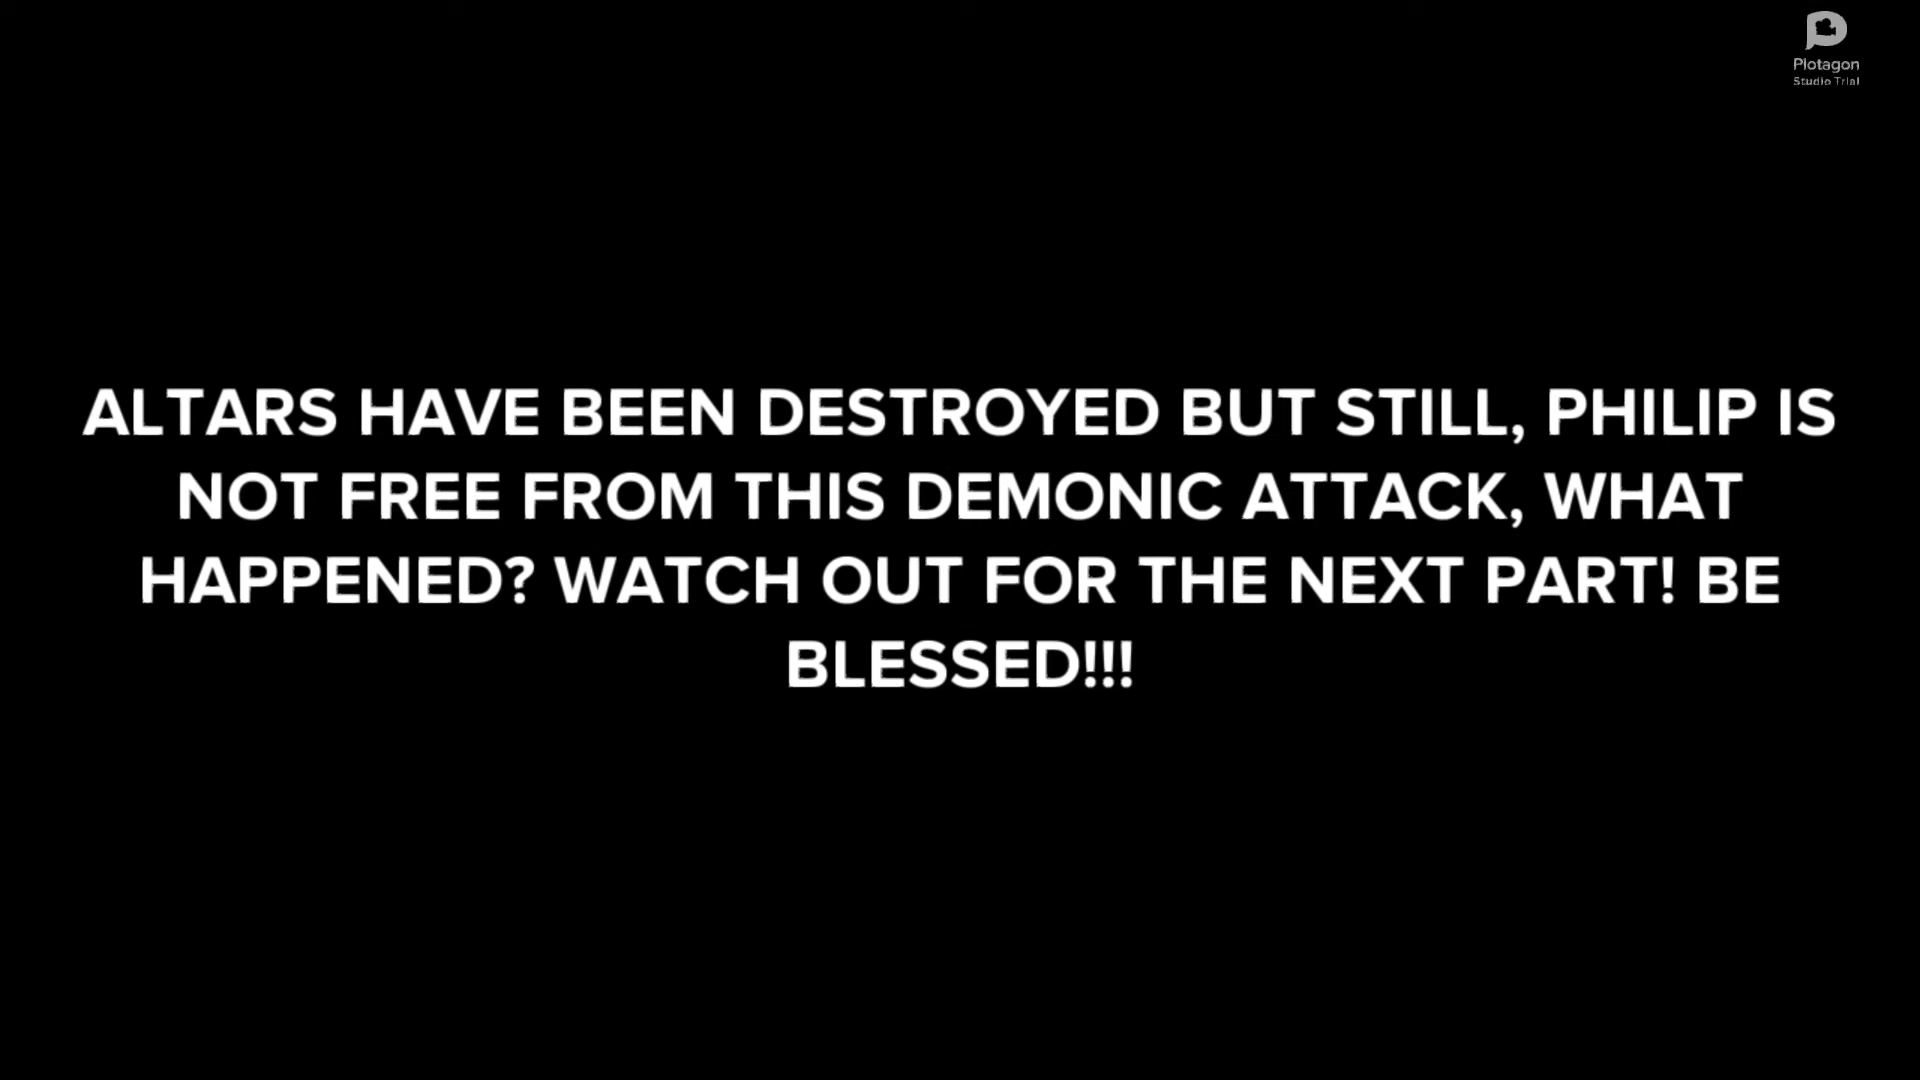 Plotagon
Studio Trial
ALTARS HAVE BEEN DESTROYED BUT STILL, PHILIP IS
NOT FREE FROM THIS DEMONIC ATTACK, WHAT
HAPPENED? WATCH OUT FOR THE NEXT PART! BE
BLESSED!!!